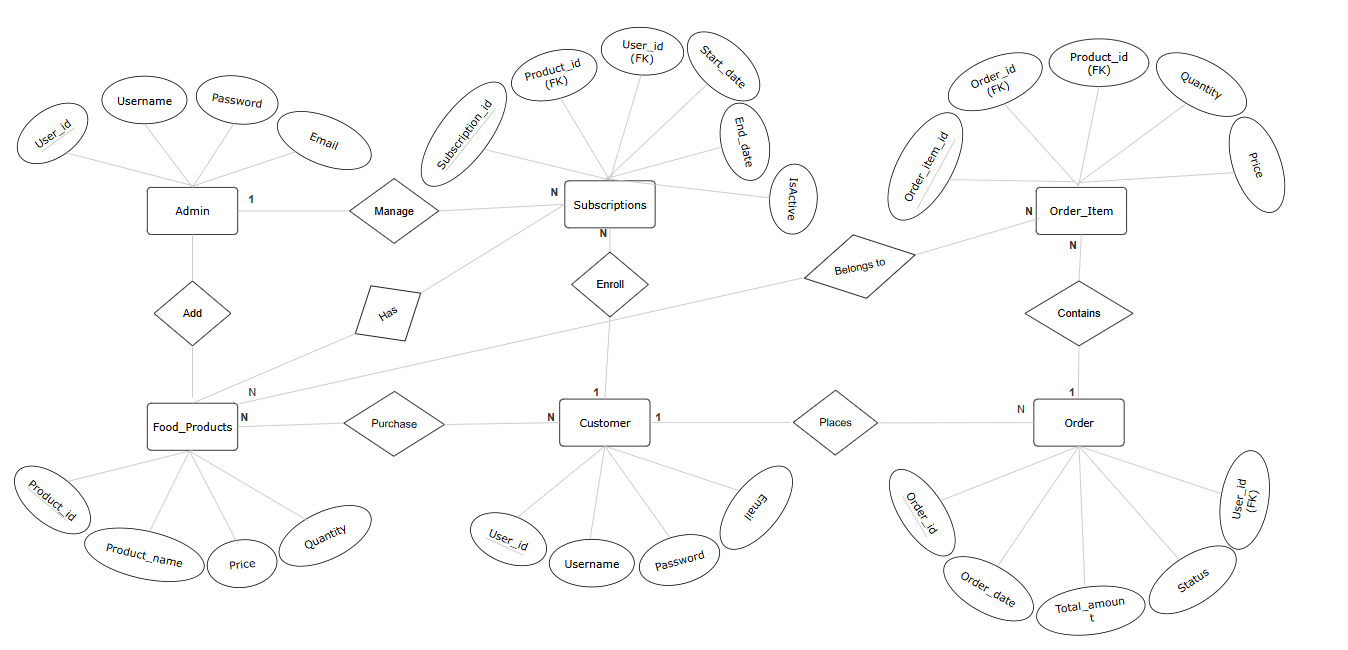 User_id
Username
Password
Email
Subscription_id
Product_id
(FK)
User_id
(FK)
Start_date
End_date
IsActive
Order_item_id
Order_id
(FK)
Product_id
(FK)
Quantity
Price
Admin
1
Manage
N
Subscriptions
N
N
Order_Item
N
Belongs to
Add
Has
Enroll
Contains
N
1
1
Food_Products
N
Purchase
N
Customer
1
Places
N
Order
Product_id
Product_name
Price
Quantity
User_id
Username
Password
Email
Order_id
Order_date
Total_amoun
t
Status
User_id
(FK)